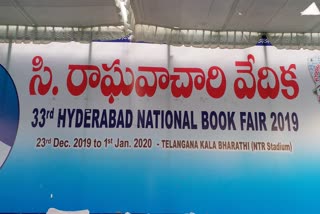 సి. రాఘవాచారి వేదిక
33rd HYDERABAD NATIONAL BOOK FAIR 2019
23rd Dec. 2019 to 1st Jan. 2020 - TELANGANA KALA BHARATHI (NTR Stadium)